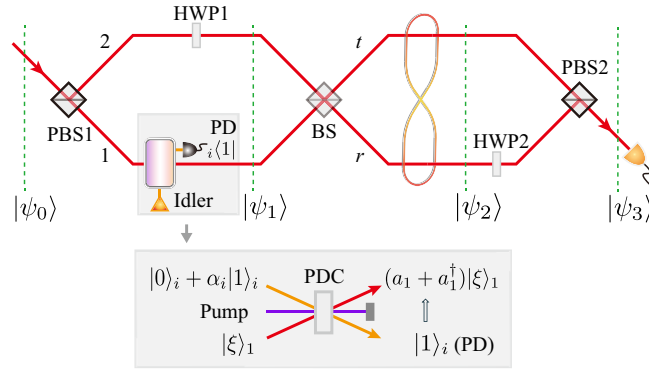 HWP1
2
t
PBS2
PBS1
PD
BS
ᵢ⟨1|
1
r
HWP2
Idler
|ψ₀⟩
|ψ₁⟩
|ψ₂⟩
|ψ₃⟩
PDC
|0⟩ᵢ + αᵢ|1⟩ᵢ
(a₁ + a₁†)|ξ⟩₁
Pump
|ξ⟩₁
|1⟩ᵢ (PD)